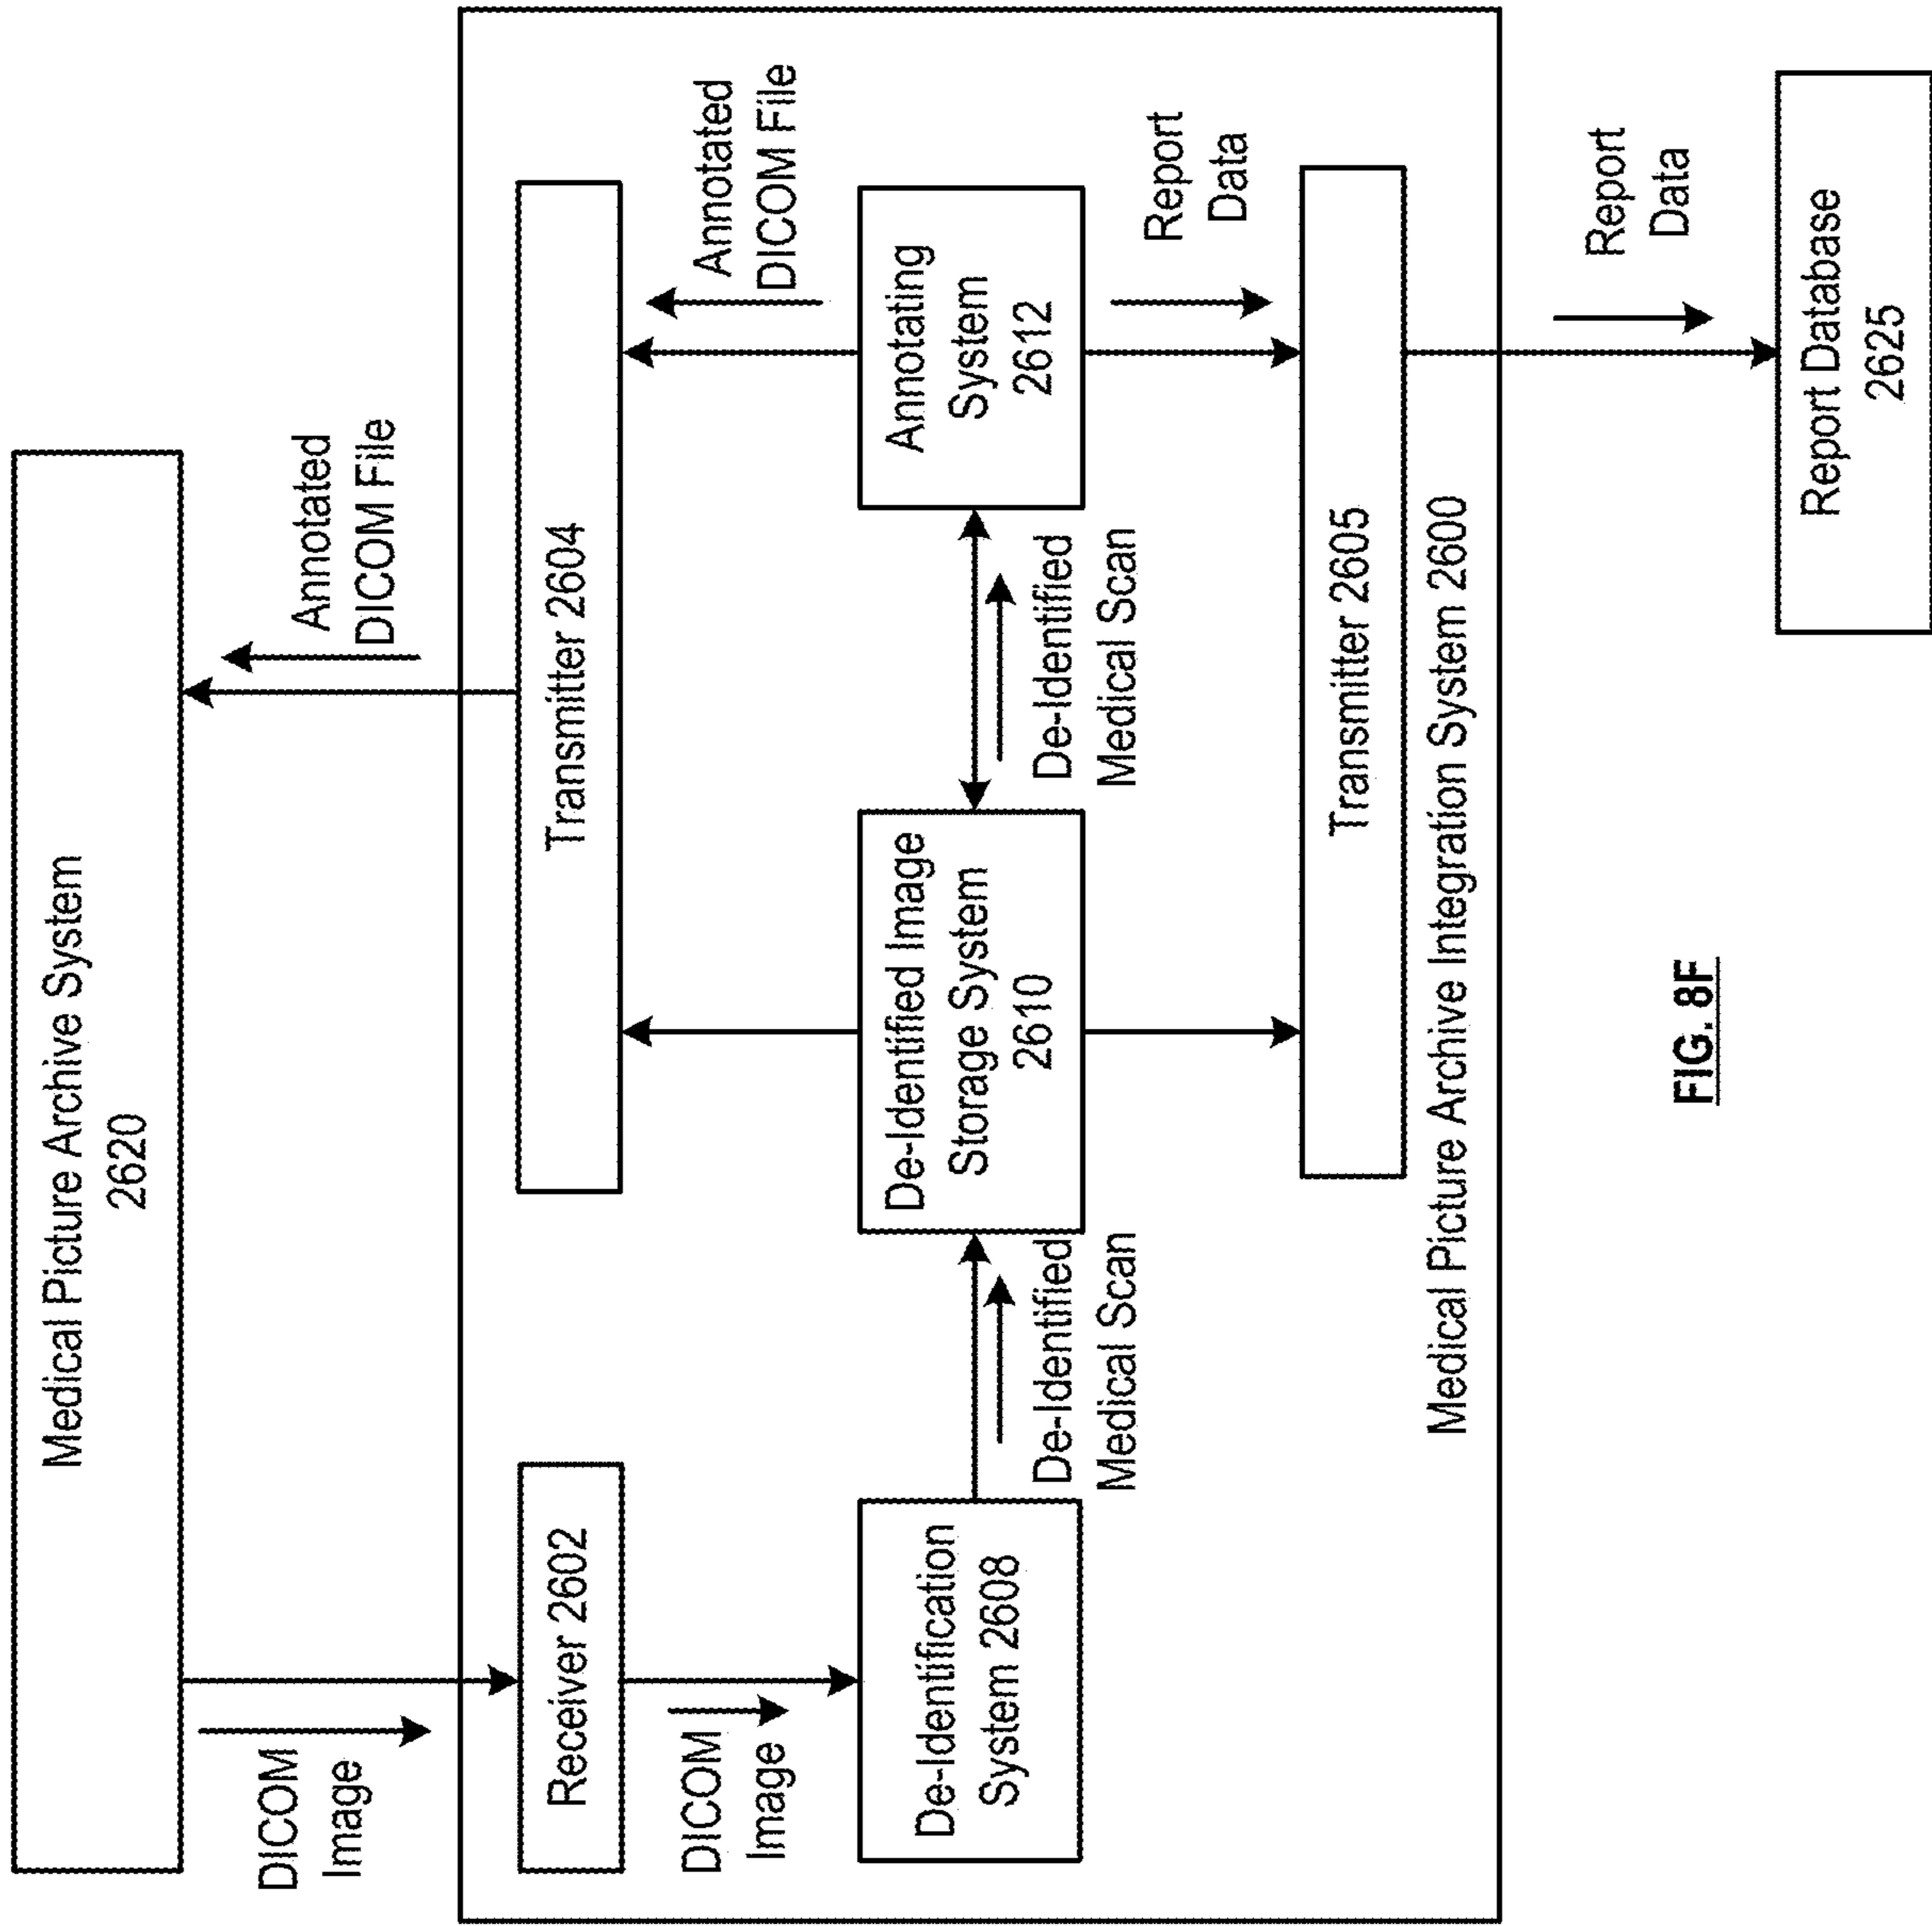 Medical Picture Archive System
2620
DICOM
Image
Annotated
DICOM File
Receiver 2602
Transmitter 2604
DICOM
Image
Annotated
DICOM File
De-Identification
System 2608
De-Identified
Medical Scan
De-Identified Image
Storage System
2610
De-Identified
Medical Scan
Annotating
System
2612
Report
Data
Transmitter 2605
Medical Picture Archive Integration System 2600
Report
Data
Report Database
2625
FIG. 8F